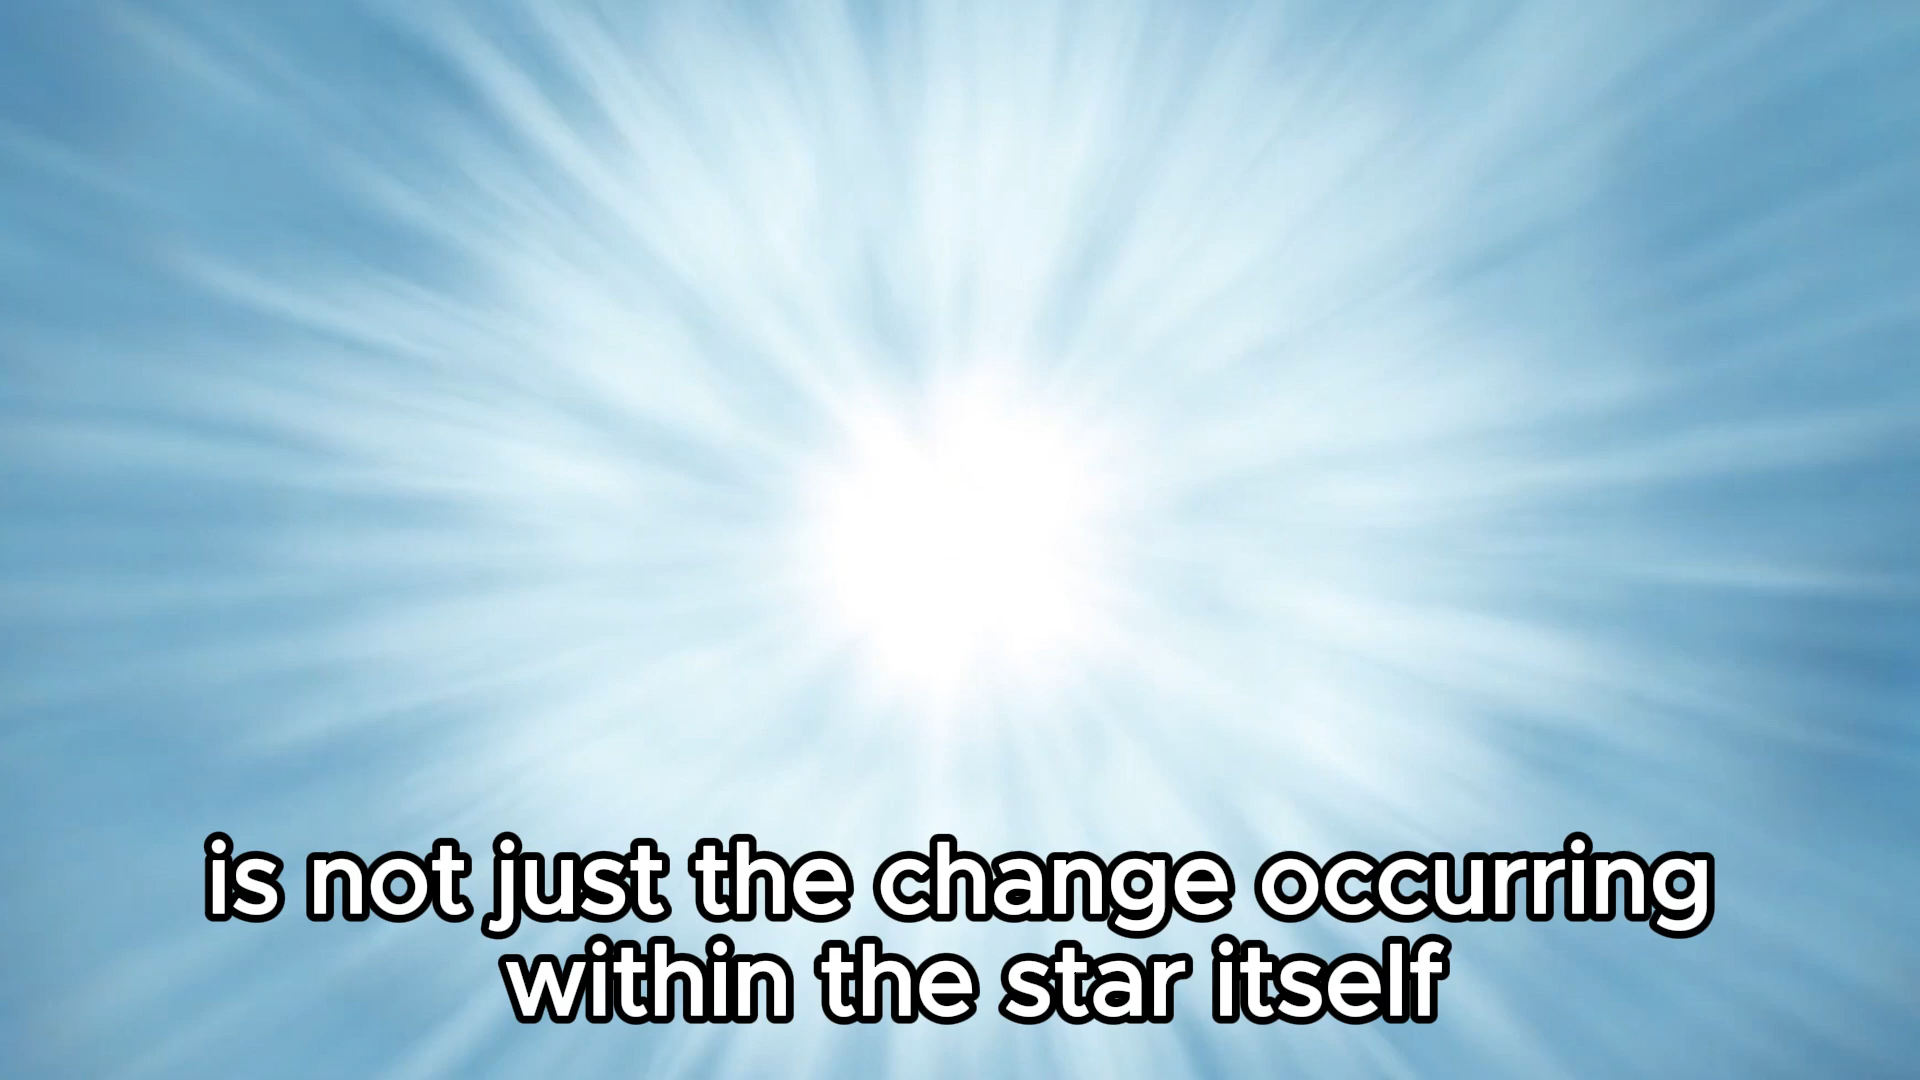 is not just the change occurring
within the star itself